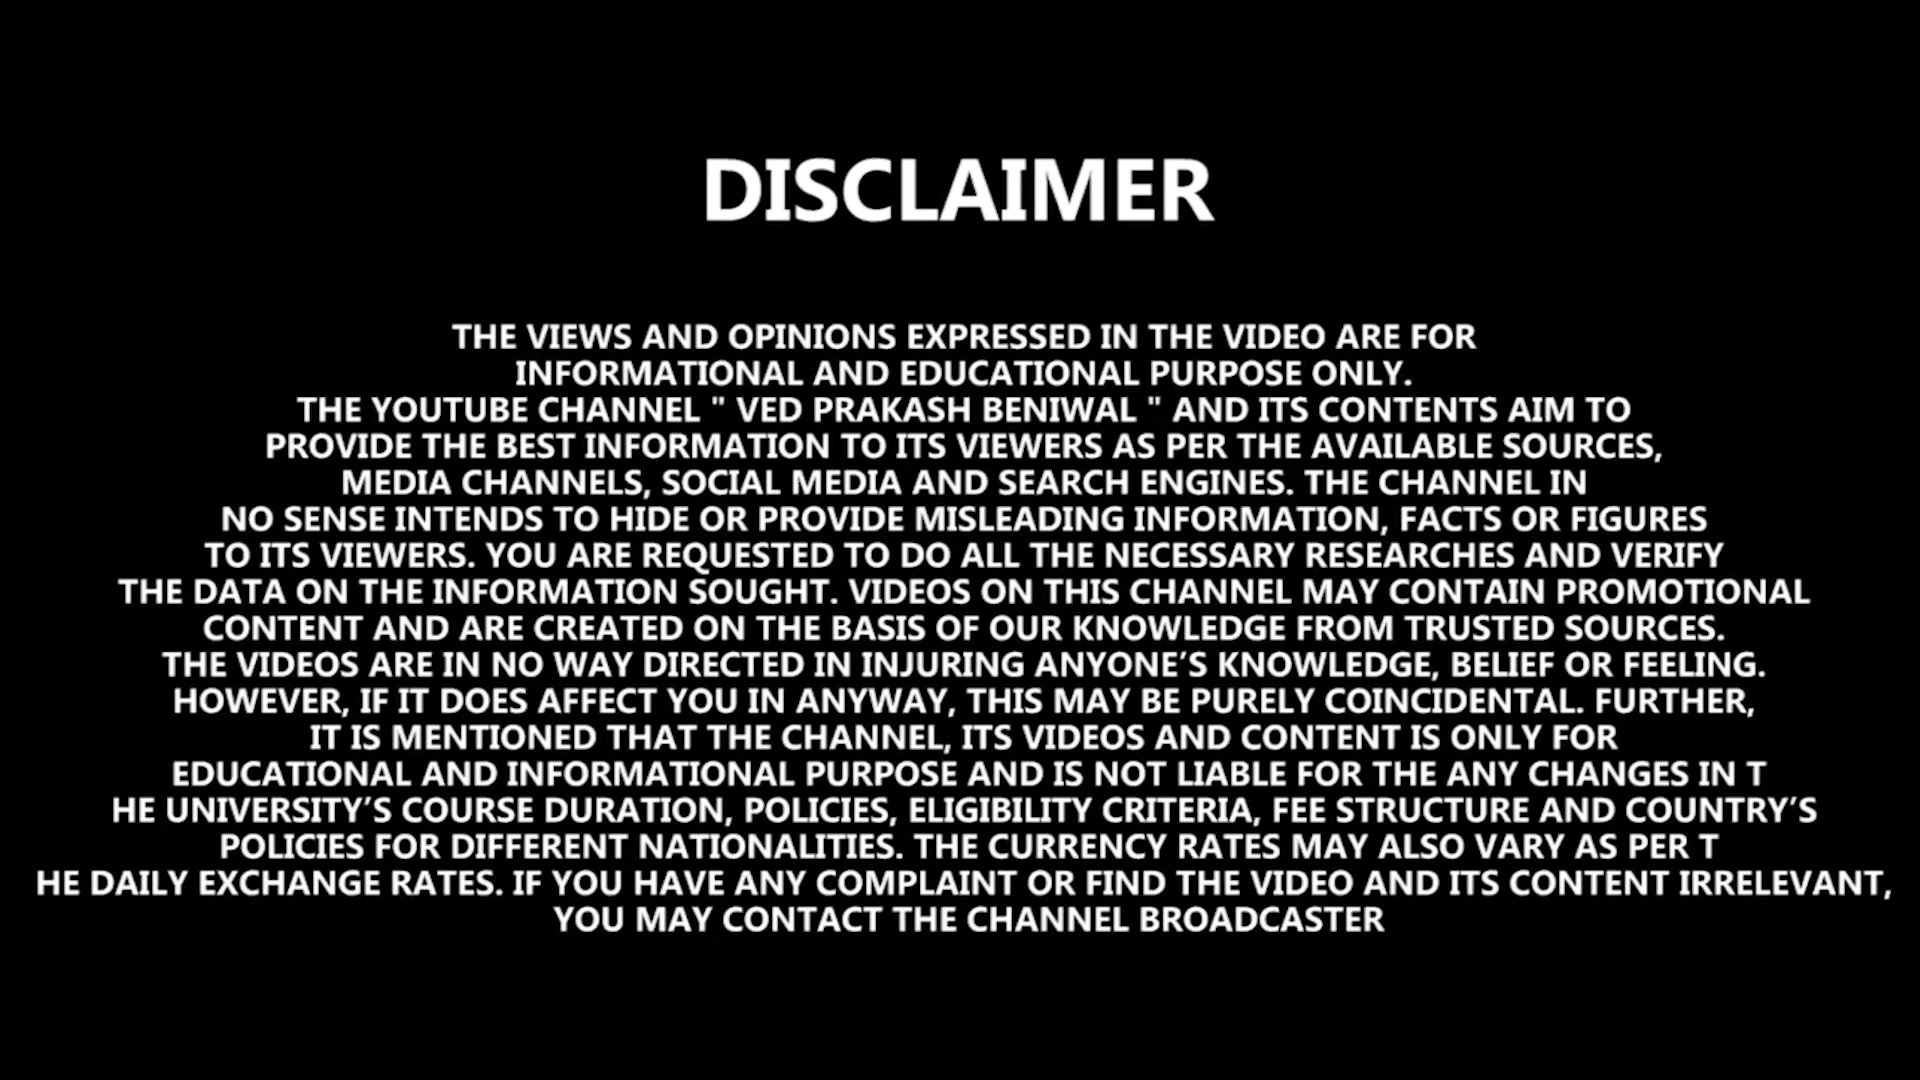 DISCLAIMER
THE VIEWS AND OPINIONS EXPRESSED IN THE VIDEO ARE FOR
INFORMATIONAL AND EDUCATIONAL PURPOSE ONLY.
THE YOUTUBE CHANNEL " VED PRAKASH BENIWAL " AND ITS CONTENTS AIM TO
PROVIDE THE BEST INFORMATION TO ITS VIEWERS AS PER THE AVAILABLE SOURCES,
MEDIA CHANNELS, SOCIAL MEDIA AND SEARCH ENGINES. THE CHANNEL IN
NO SENSE INTENDS TO HIDE OR PROVIDE MISLEADING INFORMATION, FACTS OR FIGURES
TO ITS VIEWERS. YOU ARE REQUESTED TO DO ALL THE NECESSARY RESEARCHES AND VERIFY
THE DATA ON THE INFORMATION SOUGHT. VIDEOS ON THIS CHANNEL MAY CONTAIN PROMOTIONAL
CONTENT AND ARE CREATED ON THE BASIS OF OUR KNOWLEDGE FROM TRUSTED SOURCES.
THE VIDEOS ARE IN NO WAY DIRECTED IN INJURING ANYONE’S KNOWLEDGE, BELIEF OR FEELING.
HOWEVER, IF IT DOES AFFECT YOU IN ANYWAY, THIS MAY BE PURELY COINCIDENTAL. FURTHER,
IT IS MENTIONED THAT THE CHANNEL, ITS VIDEOS AND CONTENT IS ONLY FOR
EDUCATIONAL AND INFORMATIONAL PURPOSE AND IS NOT LIABLE FOR THE ANY CHANGES IN T
HE UNIVERSITY’S COURSE DURATION, POLICIES, ELIGIBILITY CRITERIA, FEE STRUCTURE AND COUNTRY’S
POLICIES FOR DIFFERENT NATIONALITIES. THE CURRENCY RATES MAY ALSO VARY AS PER T
HE DAILY EXCHANGE RATES. IF YOU HAVE ANY COMPLAINT OR FIND THE VIDEO AND ITS CONTENT IRRELEVANT,
YOU MAY CONTACT THE CHANNEL BROADCASTER